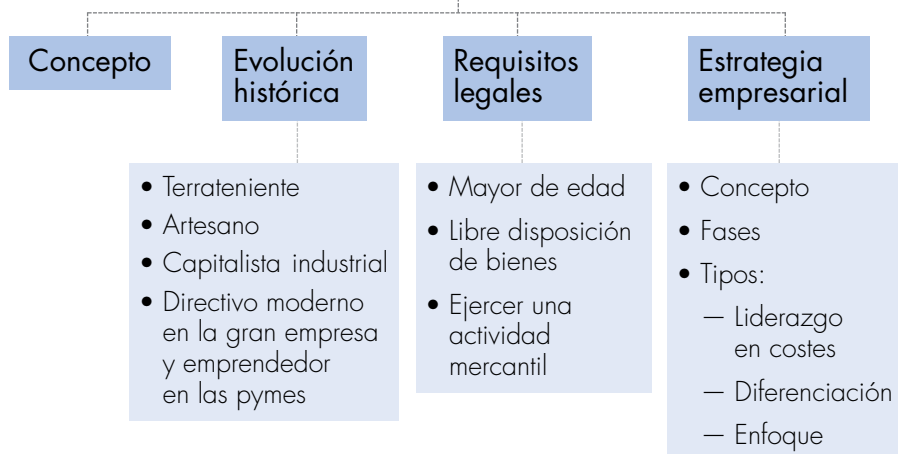 Concepto
Evolución
histórica
Requisitos
legales
Estrategia
empresarial
• Terrateniente
• Artesano
• Capitalista industrial
• Directivo moderno
en la gran empresa
y emprendedor
en las pymes
• Mayor de edad
• Libre disposición
de bienes
• Ejercer una
actividad
mercantil
• Concepto
• Fases
• Tipos:
— Liderazgo
en costes
— Diferenciación
— Enfoque